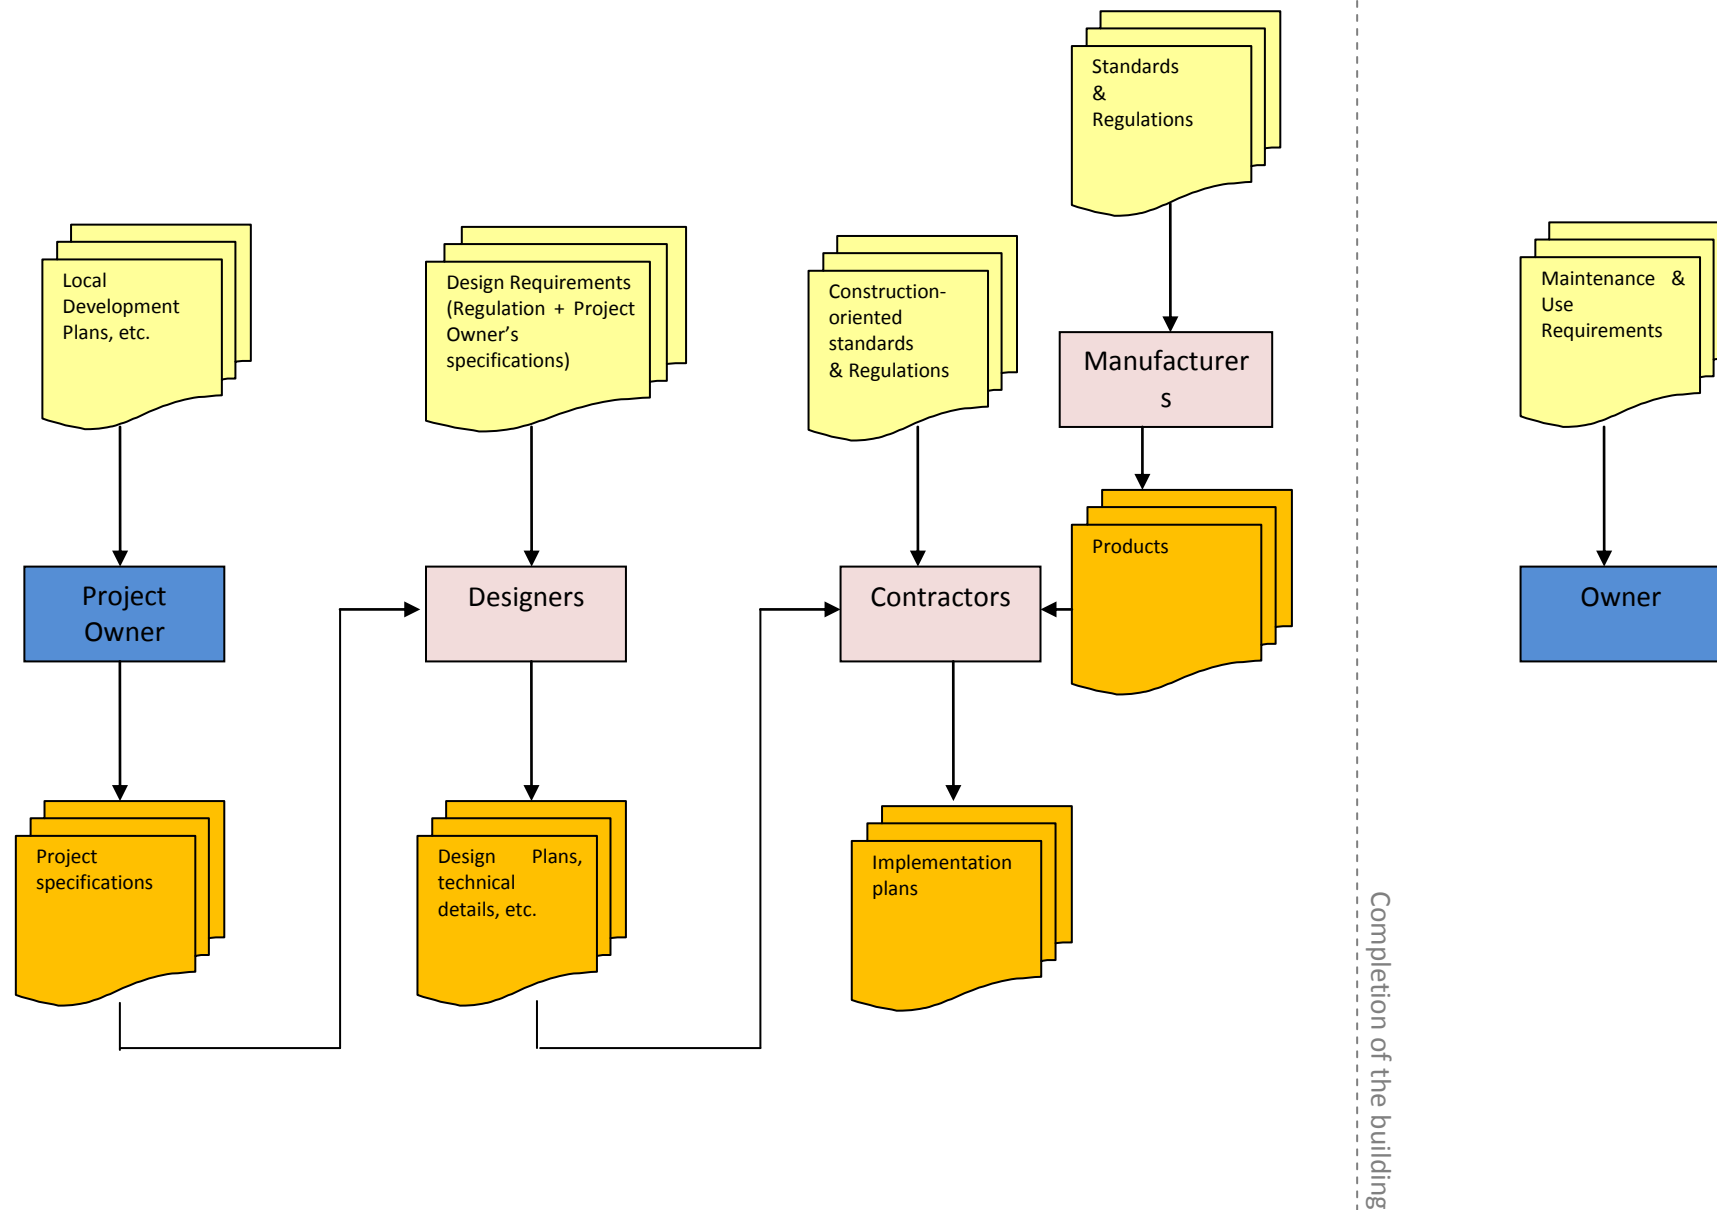 Standards
&
Regulations
Local
Development
Plans, etc.
Design Requirements
(Regulation + Project
Owner’s
specifications)
Construction-
oriented
standards
& Regulations
Manufacturer
s
Maintenance &
Use
Requirements
Products
Project
Owner
Designers
Contractors
Owner
Project
specifications
Design Plans,
technical
details, etc.
Implementation
plans
Completion of the building